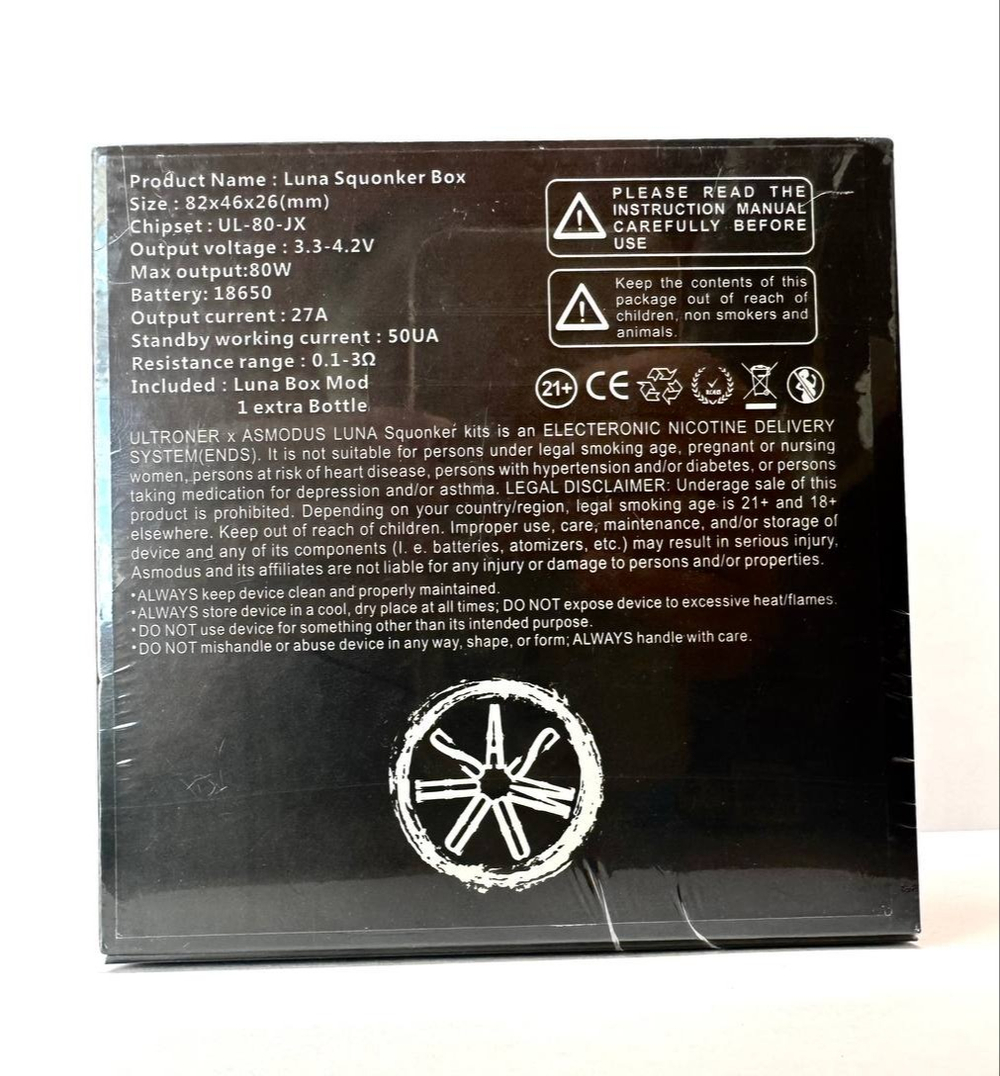 Product Name : Luna Squonker Box
Size : 82x46x26(mm)
Chipset : UL-80-JX
Output voltage : 3.3-4.2V
Max output:80W
Battery: 18650
Output current : 27A
Standby working current : 50UA
Resistance range : 0.1-3Ω
Included : Luna Box Mod
1 extra Bottle
PLEASE READ THE
INSTRUCTION MANUAL
CAREFULLY BEFORE
USE
Keep the contents of this
package out of reach of
children, non smokers and
animals.
21+ CE
ULTRONER x ASMODUS LUNA Squonker kits is an ELECTERONIC NICOTINE DELIVERY
SYSTEM(ENDS). It is not suitable for persons under legal smoking age, pregnant or nursing
women, persons at risk of heart disease, persons with hypertension and/or diabetes, or persons
taking medication for depression and/or asthma. LEGAL DISCLAIMER: Underage sale of this
product is prohibited. Depending on your country/region, legal smoking age is 21+ and 18+
elsewhere. Keep out of reach of children. Improper use, care, maintenance, and/or storage of
device and any of its components (I. e. batteries, atomizers, etc.) may result in serious injury,
Asmodus and its affiliates are not liable for any injury or damage to persons and/or properties.
•ALWAYS keep device clean and properly maintained.
•ALWAYS store device in a cool, dry place at all times; DO NOT expose device to excessive heat/flames.
•DO NOT use device for something other than its intended purpose.
•DO NOT mishandle or abuse device in any way, shape, or form; ALWAYS handle with care.